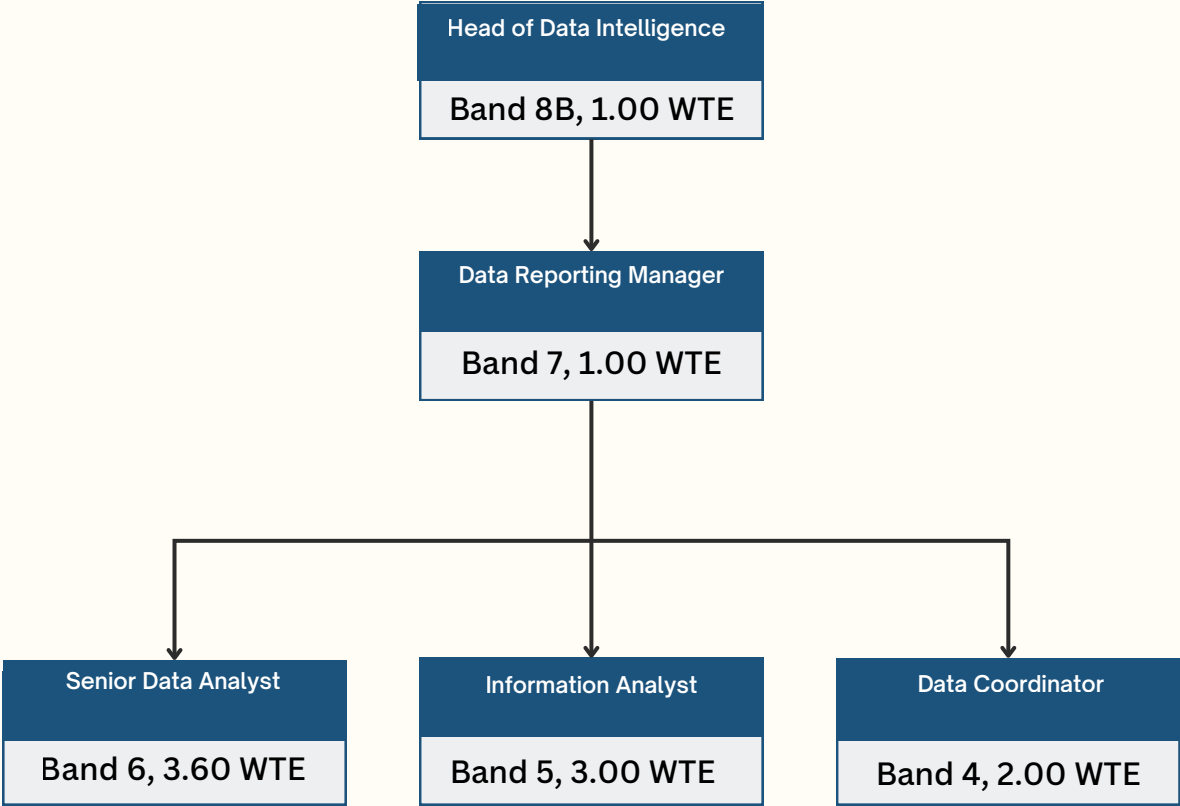 Head of Data Intelligence
Band 8B, 1.00 WTE
Data Reporting Manager
Band 7, 1.00 WTE
Senior Data Analyst
Band 6, 3.60 WTE
Information Analyst
Band 5, 3.00 WTE
Data Coordinator
Band 4, 2.00 WTE